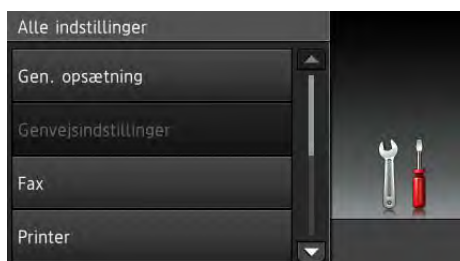 Alle indstillinger
Gen. opsætning
Genvejsindstillinger
Fax
Printer